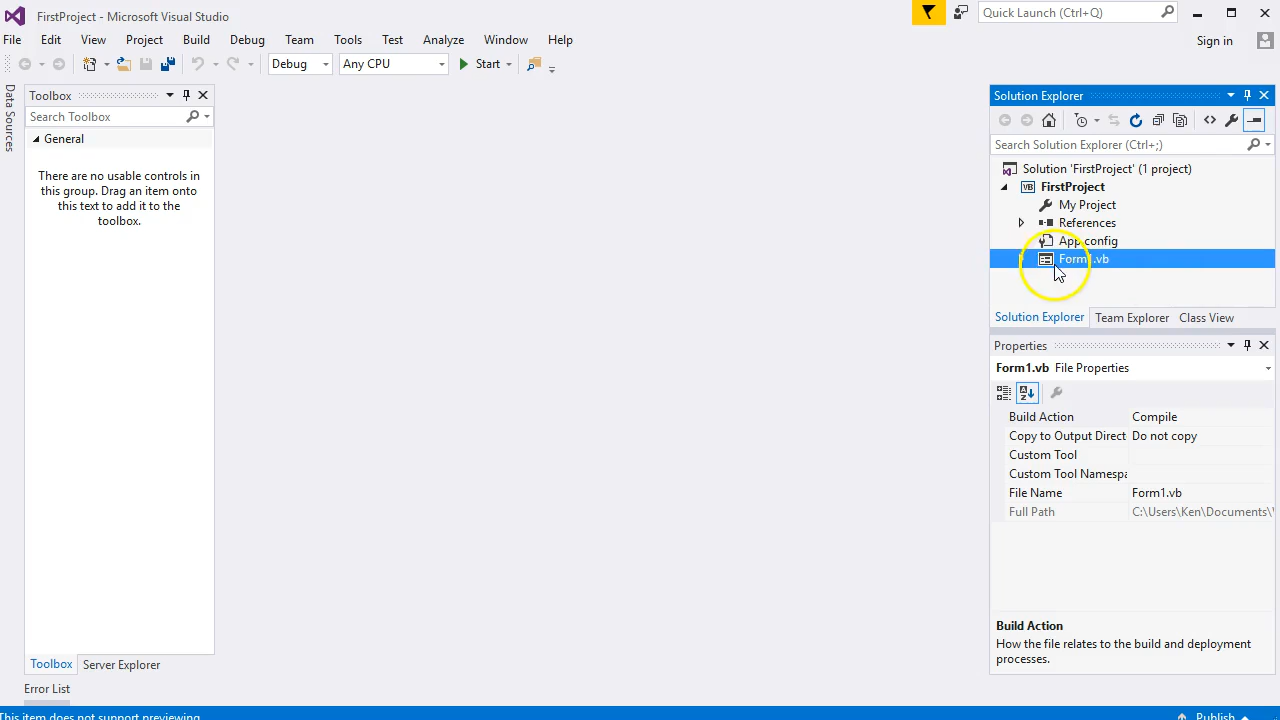 FirstProject - Microsoft Visual Studio
Quick Launch (Ctrl+Q)
File Edit View Project Build Debug Team Tools Test Analyze Window Help
Sign in
Debug Any CPU Start
Data Sources
Toolbox
Search Toolbox
General
There are no usable controls in
this group. Drag an item onto
this text to add it to the
toolbox.
Toolbox Server Explorer
Error List
Solution Explorer
Search Solution Explorer (Ctrl+;)
Solution 'FirstProject' (1 project)
VB FirstProject
My Project
References
App.config
Form1.vb
Solution Explorer Team Explorer Class View
Properties
Form1.vb File Properties
Build Action Compile
Copy to Output Direct Do not copy
Custom Tool
Custom Tool Namespa
File Name Form1.vb
Full Path C:\Users\Ken\Documents\
Build Action
How the file relates to the build and deployment
processes.
This item does not support previewing
Publish